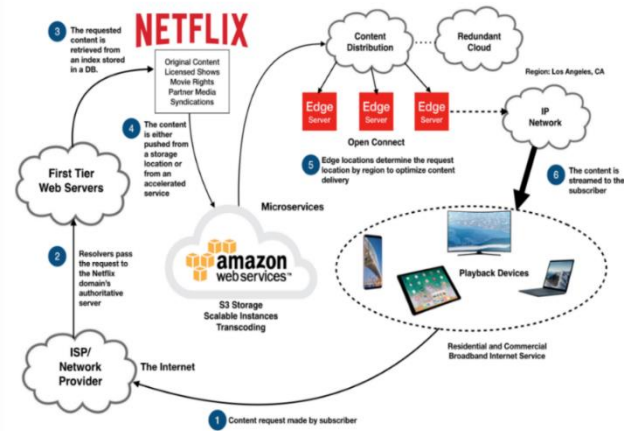 3
The requested
content is
retrieved from
an index stored
in a DB.
NETFLIX
Original Content
Licensed Shows
Movie Rights
Partner Media
Syndications
4
The content
is either
pushed from
a storage
location or
from an
accelerated
service
First Tier
Web Servers
2
Resolvers pass
the request to
the Netflix
domain's
authoritative
server
ISP/
Network
Provider
The Internet
1
Content request made by subscriber
Microservices
amazon
web services™
S3 Storage
Scalable Instances
Transcoding
Content
Distribution
Redundant
Cloud
Edge
Server
Edge
Server
Edge
Server
Open Connect
5
Edge locations determine the request
location by region to optimize content
delivery
Region: Los Angeles, CA
IP
Network
6
The content is
streamed to the
subscriber
Playback Devices
Residential and Commercial
Broadband Internet Service